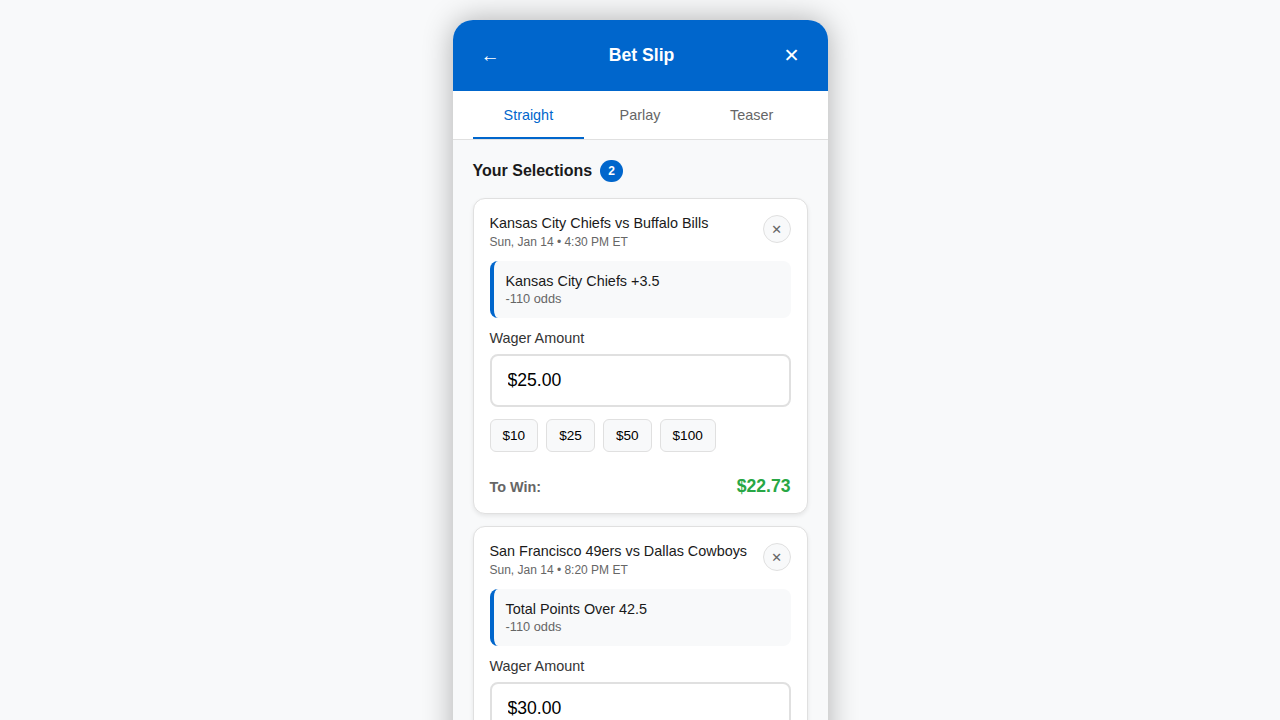 ← Bet Slip ✕
Straight Parlay Teaser
Your Selections 2
Kansas City Chiefs vs Buffalo Bills ✕
Sun, Jan 14 • 4:30 PM ET
Kansas City Chiefs +3.5
-110 odds
Wager Amount
$25.00
$10 $25 $50 $100
To Win: $22.73
San Francisco 49ers vs Dallas Cowboys ✕
Sun, Jan 14 • 8:20 PM ET
Total Points Over 42.5
-110 odds
Wager Amount
$30.00